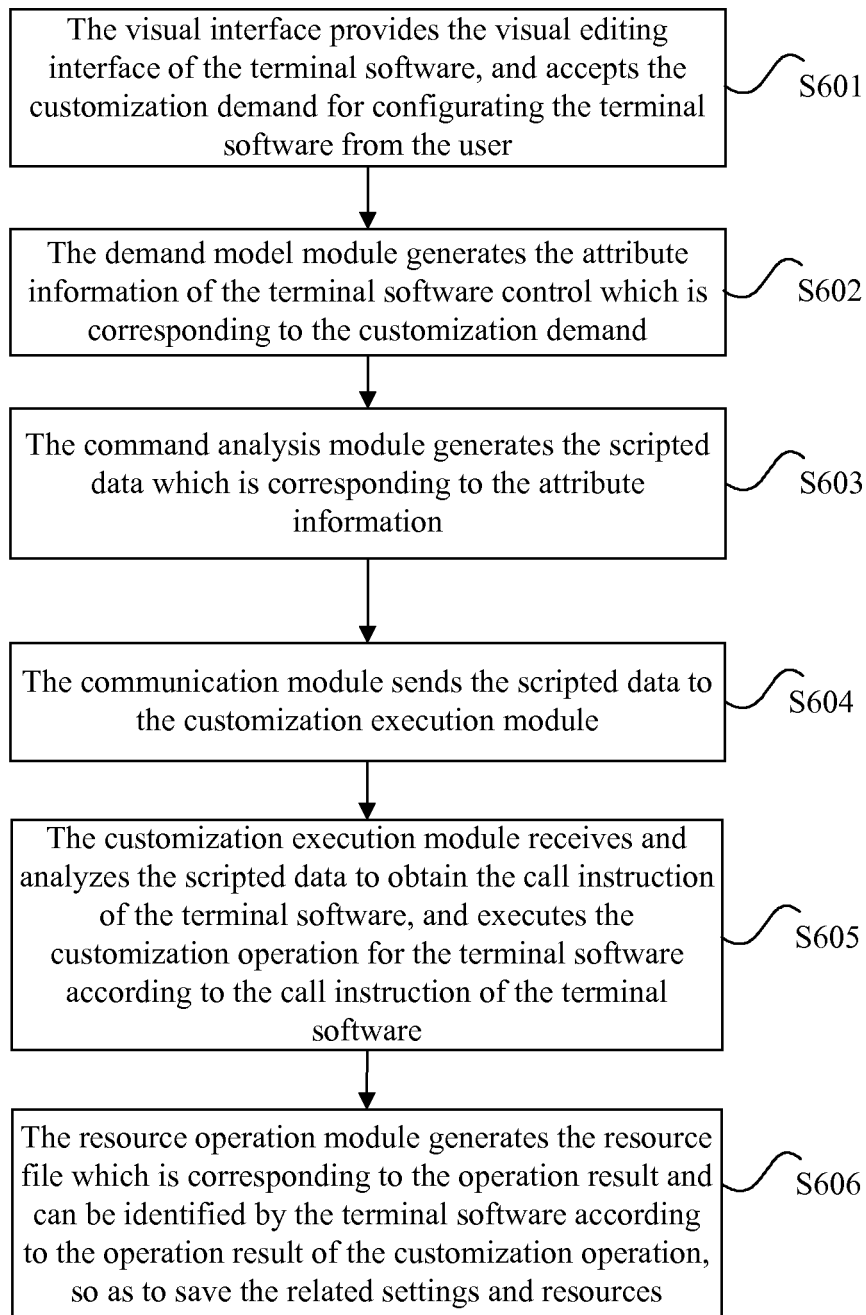 The visual interface provides the visual editing
interface of the terminal software, and accepts the
customization demand for configurating the terminal
software from the user
S601
The demand model module generates the attribute
information of the terminal software control which is
corresponding to the customization demand
S602
The command analysis module generates the scripted
data which is corresponding to the attribute
information
S603
The communication module sends the scripted data to
the customization execution module
S604
The customization execution module receives and
analyzes the scripted data to obtain the call instruction
of the terminal software, and executes the
customization operation for the terminal software
according to the call instruction of the terminal
software
S605
The resource operation module generates the resource
file which is corresponding to the operation result and
can be identified by the terminal software according
to the operation result of the customization operation,
so as to save the related settings and resources
S606